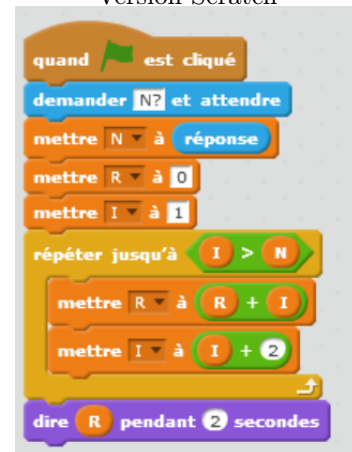 Version Scratch
quand est cliqué
demander N? et attendre
mettre N à réponse
mettre R à 0
mettre I à 1
répéter jusqu'à I > N
mettre R à R + I
mettre I à I + 2
dire R pendant 2 secondes